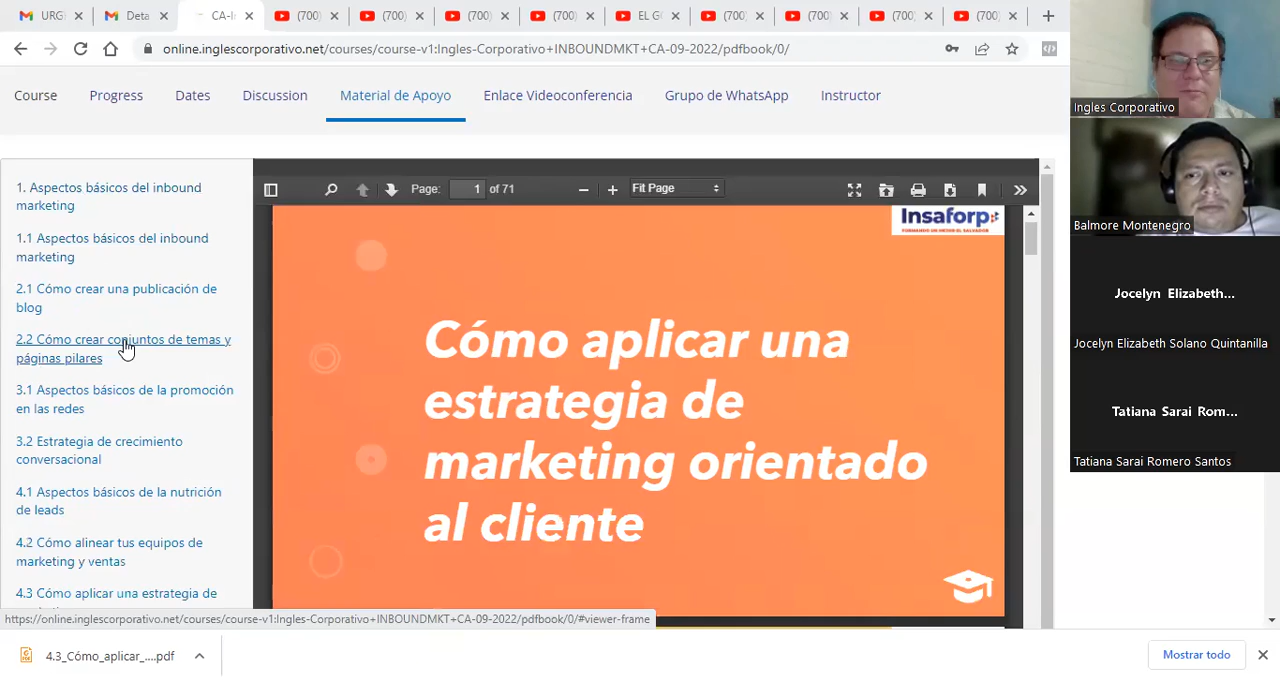 URG
Deta
CA-I
(700)
(700)
(700)
(700)
EL G
(700)
(700)
(700)
(700)
online.inglescorporativo.net/courses/course-v1:Ingles-Corporativo+INBOUNDMKT+CA-09-2022/pdfbook/0/
Course
Progress
Dates
Discussion
Material de Apoyo
Enlace Videoconferencia
Grupo de WhatsApp
Instructor
1. Aspectos básicos del inbound
marketing
1.1 Aspectos básicos del inbound
marketing
2.1 Cómo crear una publicación de
blog
2.2 Cómo crear conjuntos de temas y
páginas pilares
3.1 Aspectos básicos de la promoción
en las redes
3.2 Estrategia de crecimiento
conversacional
4.1 Aspectos básicos de la nutrición
de leads
4.2 Cómo alinear tus equipos de
marketing y ventas
4.3 Cómo aplicar una estrategia de
Page: 1 of 71
Fit Page
Insaforp
Cómo aplicar una
estrategia de
marketing orientado
al cliente
https://online.inglescorporativo.net/courses/course-v1:Ingles-Corporativo+INBOUNDMKT+CA-09-2022/pdfbook/0/#viewer-frame
4.3_Cómo_aplicar_....pdf
Mostrar todo
Ingles Corporativo
Balmore Montenegro
Jocelyn Elizabeth...
Jocelyn Elizabeth Solano Quintanilla
Tatiana Sarai Rom...
Tatiana Sarai Romero Santos